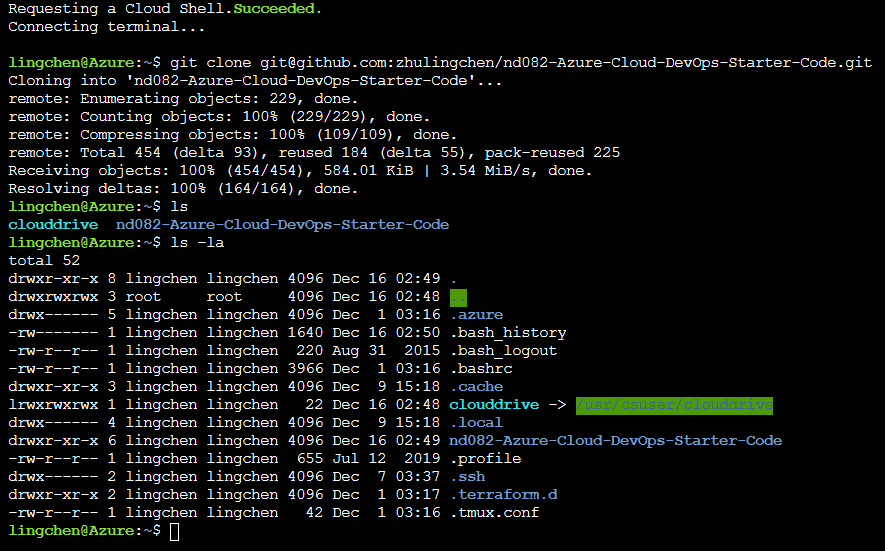 Requesting a Cloud Shell.Succeeded.
Connecting terminal...
lingchen@Azure:~$ git clone git@github.com:zhulingchen/nd082-Azure-Cloud-DevOps-Starter-Code.git
Cloning into 'nd082-Azure-Cloud-DevOps-Starter-Code'...
remote: Enumerating objects: 229, done.
remote: Counting objects: 100% (229/229), done.
remote: Compressing objects: 100% (109/109), done.
remote: Total 454 (delta 93), reused 184 (delta 55), pack-reused 225
Receiving objects: 100% (454/454), 584.01 KiB | 3.54 MiB/s, done.
Resolving deltas: 100% (164/164), done.
lingchen@Azure:~$ ls
clouddrive  nd082-Azure-Cloud-DevOps-Starter-Code
lingchen@Azure:~$ ls -la
total 52
drwxr-xr-x 8 lingchen lingchen 4096 Dec 16 02:49 .
drwxrwxrwx 3 root     root     4096 Dec 16 02:48 ..
drwx------ 5 lingchen lingchen 4096 Dec  1 03:16 .azure
-rw------- 1 lingchen lingchen 1640 Dec 16 02:50 .bash_history
-rw-r--r-- 1 lingchen lingchen  220 Aug 31  2015 .bash_logout
-rw-r--r-- 1 lingchen lingchen 3966 Dec  1 03:16 .bashrc
drwxr-xr-x 3 lingchen lingchen 4096 Dec  9 15:18 .cache
lrwxrwxrwx 1 lingchen lingchen   22 Dec 16 02:48 clouddrive -> /usr/csuser/clouddrive
drwx------ 4 lingchen lingchen 4096 Dec  9 15:18 .local
drwxr-xr-x 6 lingchen lingchen 4096 Dec 16 02:49 nd082-Azure-Cloud-DevOps-Starter-Code
-rw-r--r-- 1 lingchen lingchen  655 Jul 12  2019 .profile
drwx------ 2 lingchen lingchen 4096 Dec  7 03:37 .ssh
drwxr-xr-x 2 lingchen lingchen 4096 Dec  1 03:17 .terraform.d
-rw-r--r-- 1 lingchen lingchen   42 Dec  1 03:16 .tmux.conf
lingchen@Azure:~$